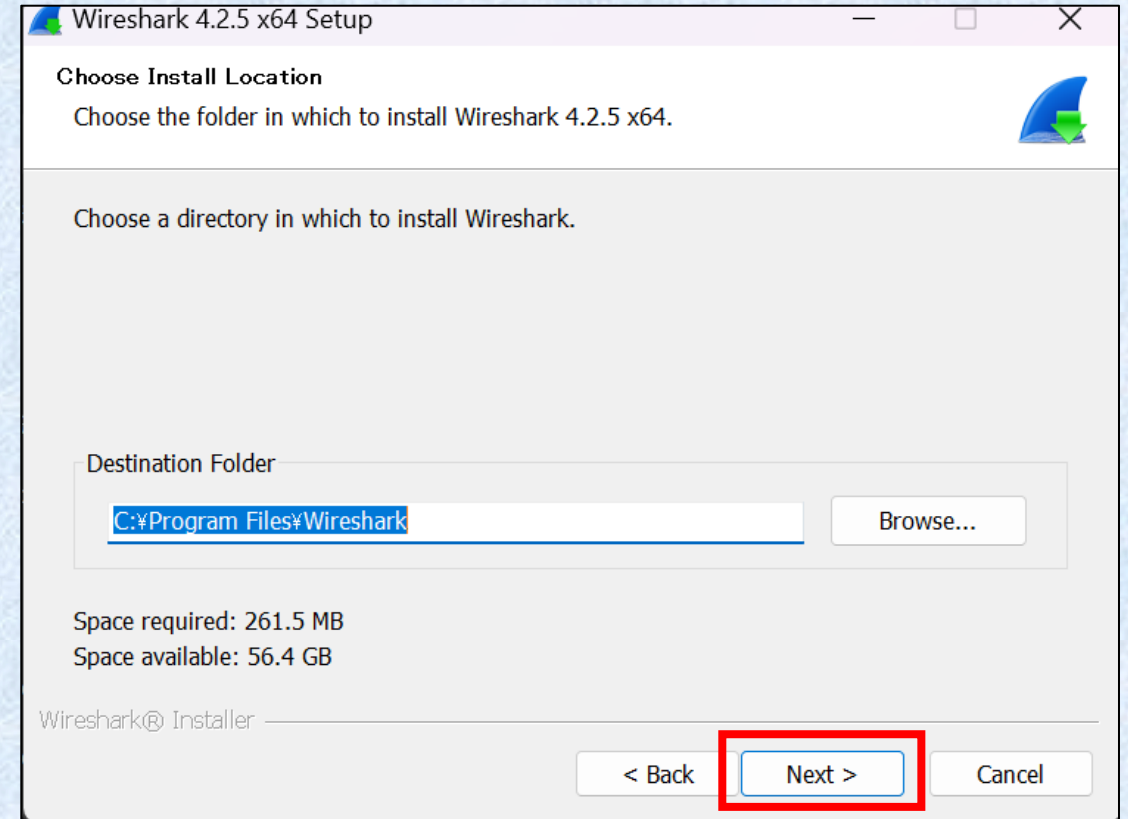 Wireshark 4.2.5 x64 Setup
Choose Install Location
Choose the folder in which to install Wireshark 4.2.5 x64.
Choose a directory in which to install Wireshark.
Destination Folder
C:¥Program Files¥Wireshark
Browse...
Space required: 261.5 MB
Space available: 56.4 GB
Wireshark® Installer
< Back Next > Cancel